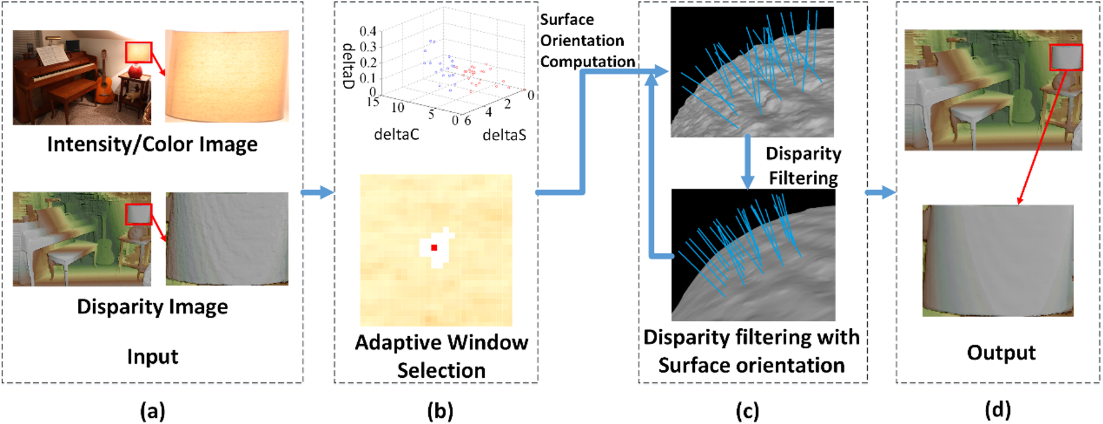 Intensity/Color Image
Disparity Image
Input
(a)
0.4
0.3
0.2
0.1
0
deltaD
15
10
5
0
deltaC
6
4
2
0
deltaS
Adaptive Window
Selection
(b)
Surface
Orientation
Computation
Disparity
Filtering
Disparity filtering with
Surface orientation
(c)
Output
(d)